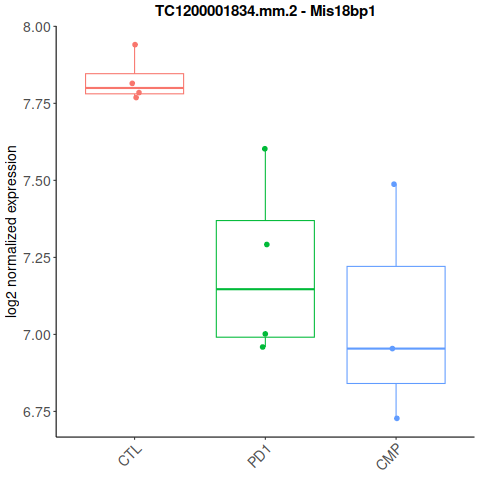 TC1200001834.mm.2 - Mis18bp1
log2 normalized expression
8.00
7.75
7.50
7.25
7.00
6.75
CTL
PD1
CMP